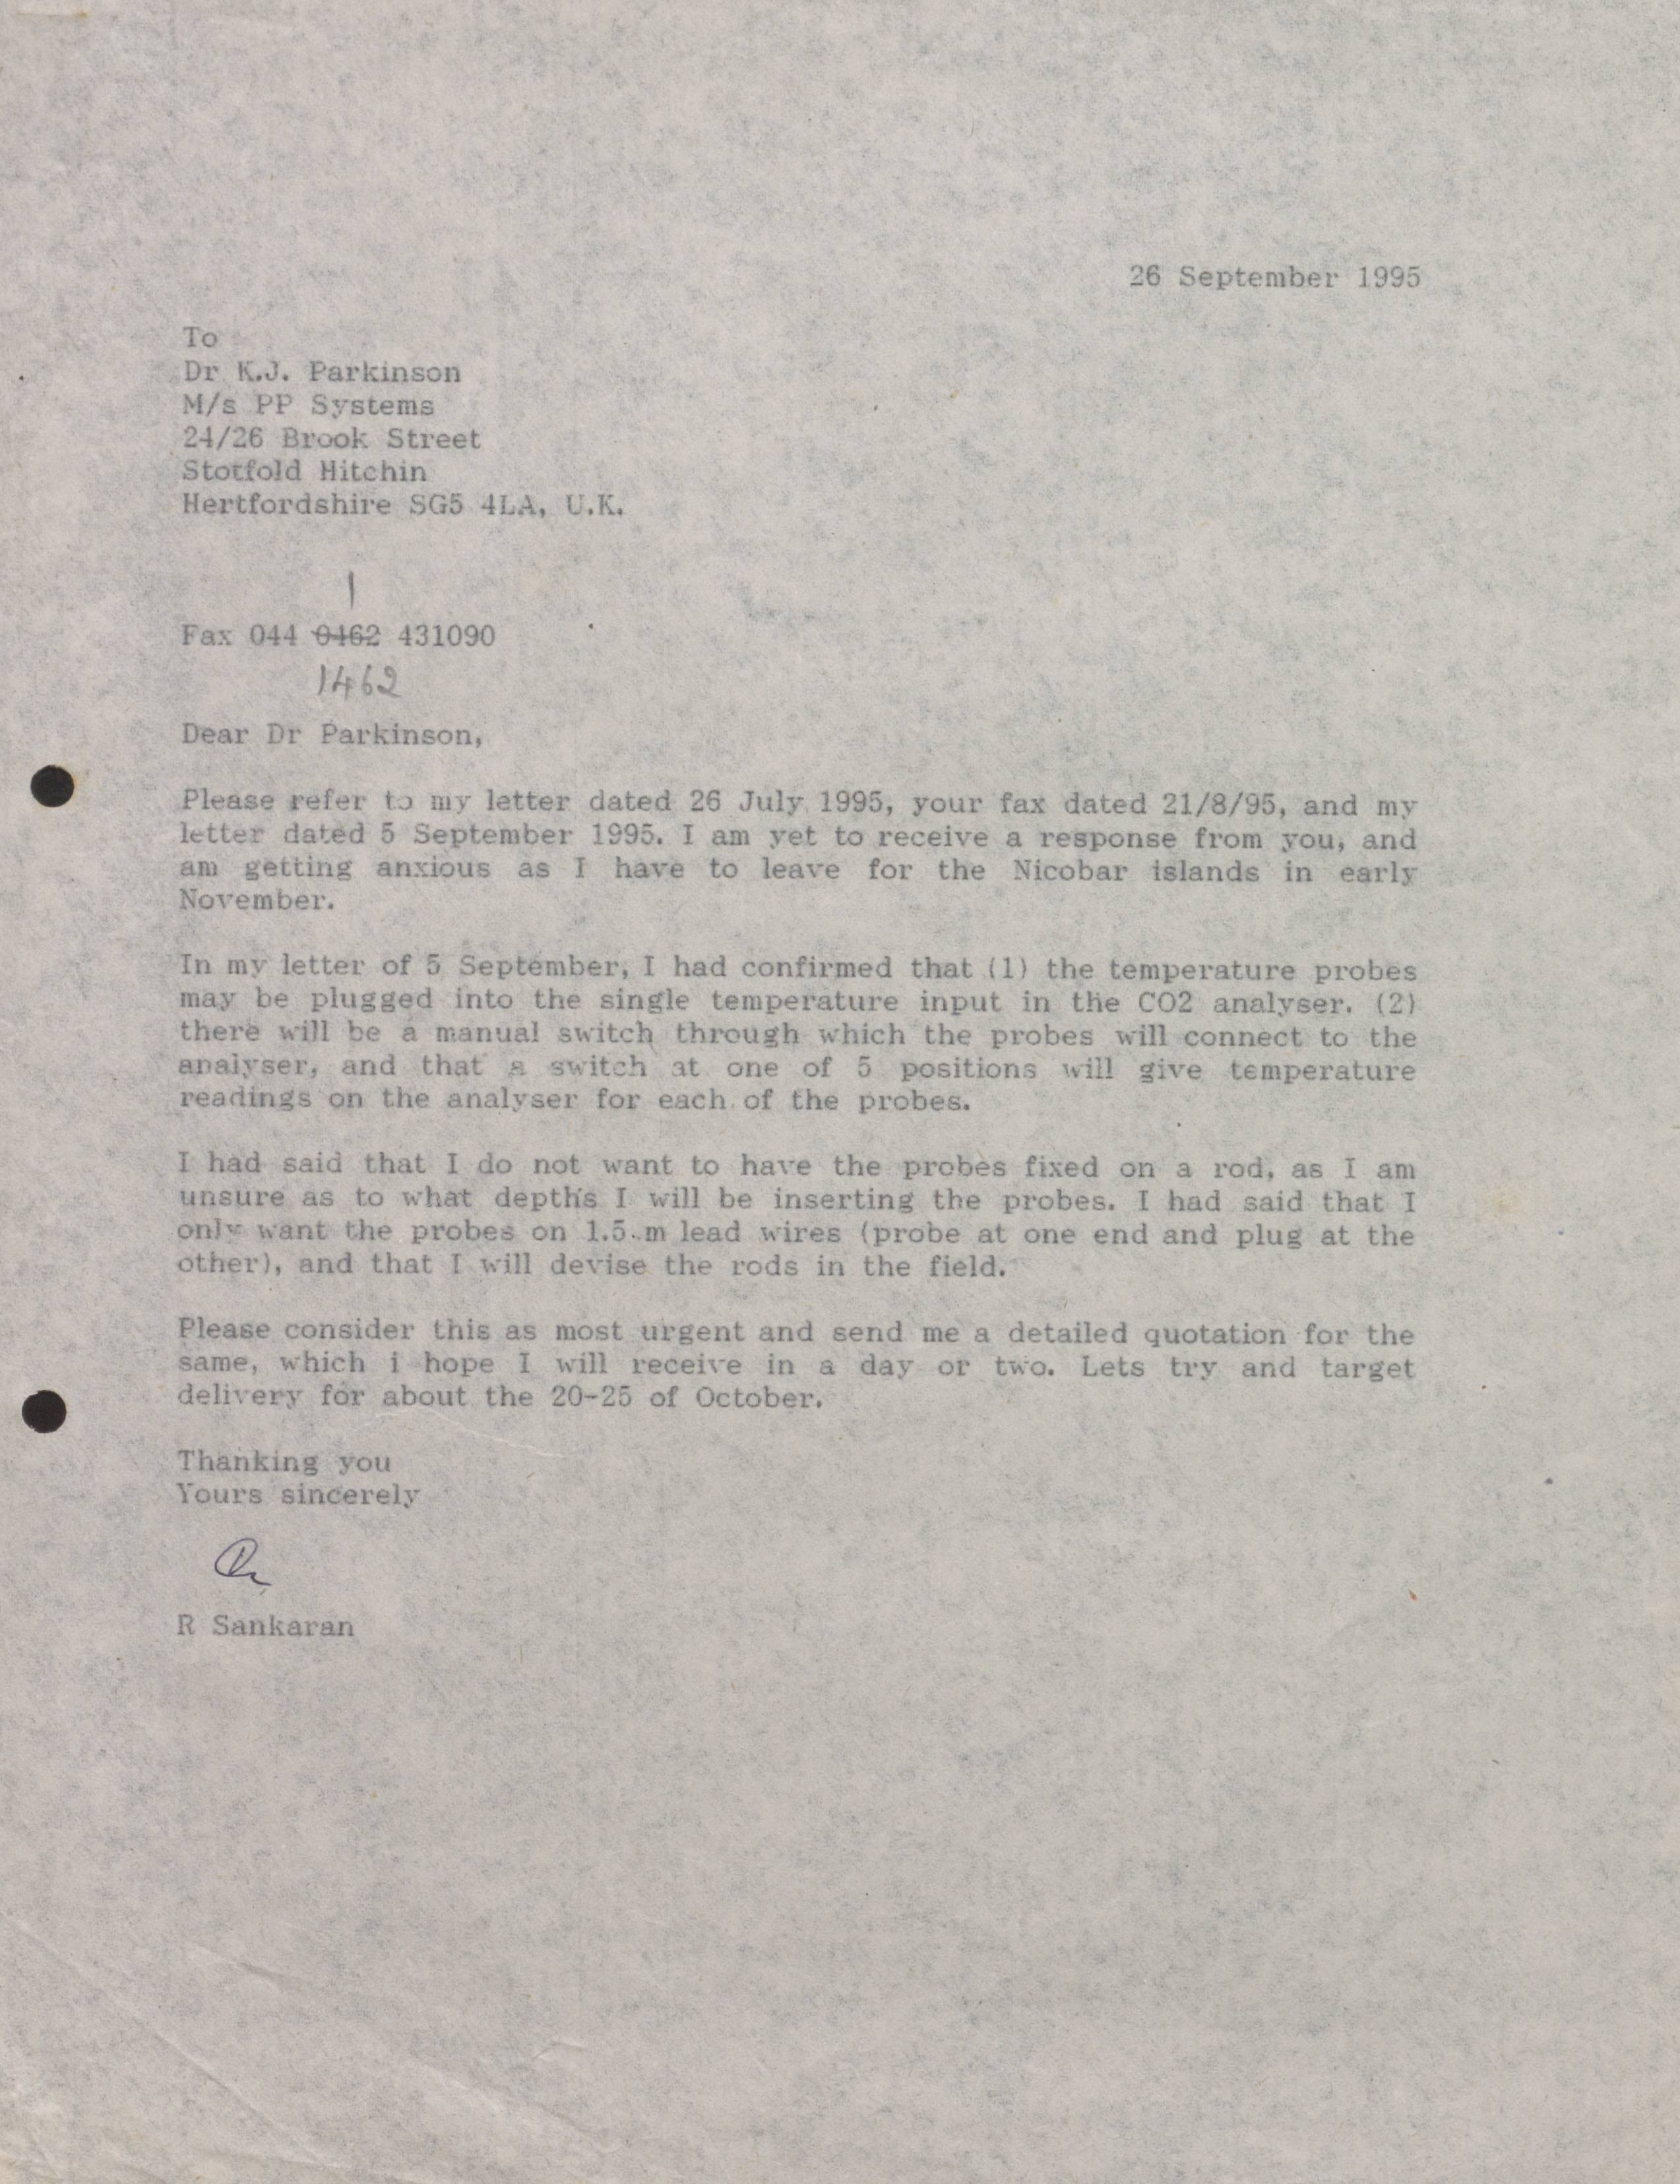 26 September 1995
To
Dr K.J. Parkinson
M/s PP Systems
24/26 Brook Street
Stotfold Hitchin
Hertfordshire SG5 4LA, U.K.
1
Fax 044 0462 431090
1462
Dear Dr Parkinson,
Please refer to my letter dated 26 July 1995, your fax dated 21/8/95, and my
letter dated 5 September 1995. I am yet to receive a response from you, and
am getting anxious as I have to leave for the Nicobar islands in early
November.
In my letter of 5 September, I had confirmed that (1) the temperature probes
may be plugged into the single temperature input in the CO2 analyser. (2)
there will be a manual switch through which the probes will connect to the
analyser, and that a switch at one of 5 positions will give temperature
readings on the analyser for each of the probes.
I had said that I do not want to have the probes fixed on a rod, as I am
unsure as to what depths I will be inserting the probes. I had said that I
only want the probes on 1.5 m lead wires (probe at one end and plug at the
other), and that I will devise the rods in the field.
Please consider this as most urgent and send me a detailed quotation for the
same, which i hope I will receive in a day or two. Lets try and target
delivery for about the 20-25 of October.
Thanking you
Yours sincerely
R Sankaran